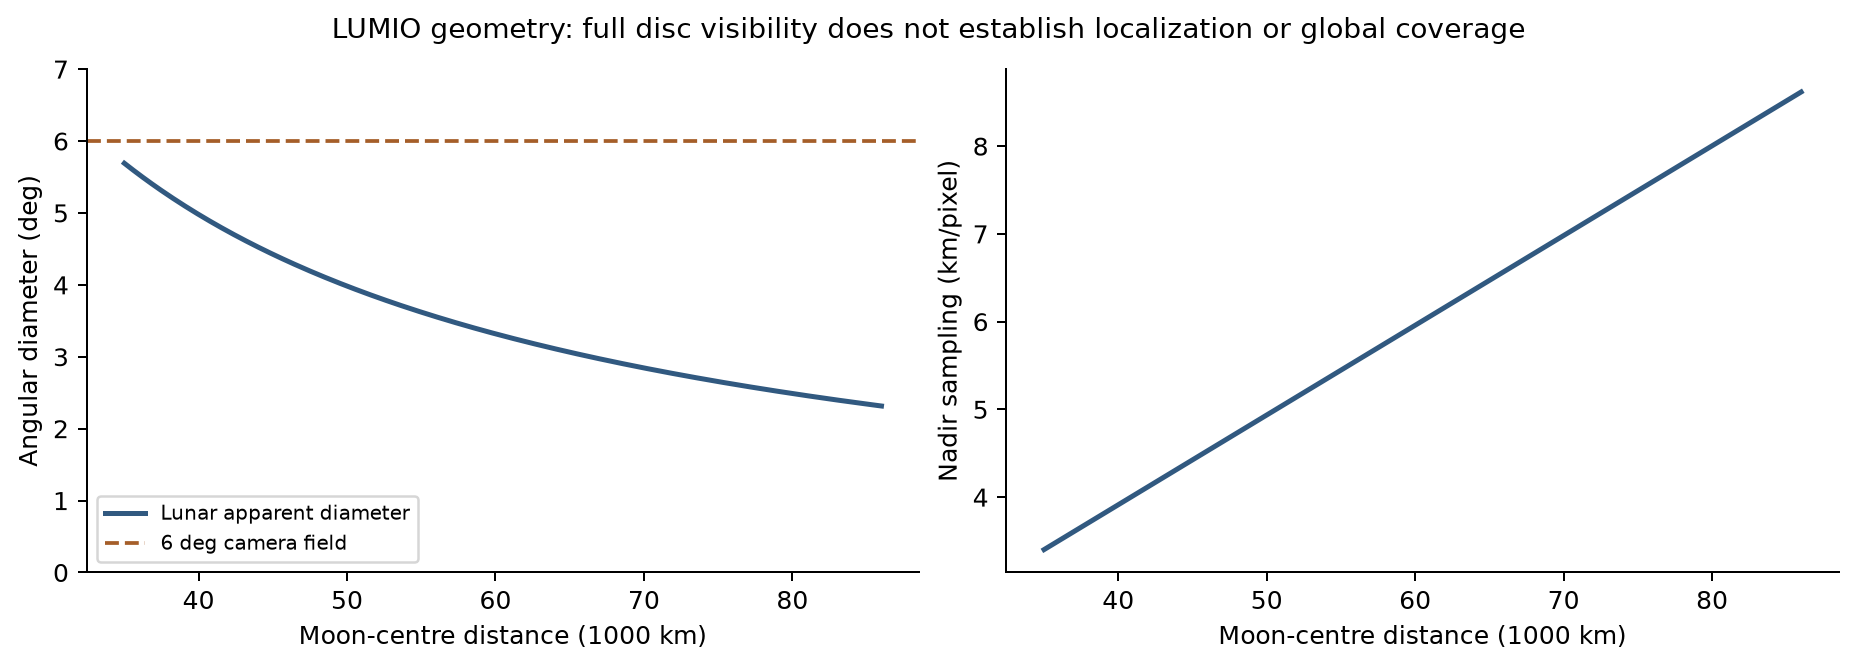 LUMIO geometry: full disc visibility does not establish localization or global coverage
Angular diameter (deg)
7
6
5
4
3
2
1
0
Lunar apparent diameter
6 deg camera field
40 50 60 70 80
Moon-centre distance (1000 km)
Nadir sampling (km/pixel)
8
7
6
5
4
40 50 60 70 80
Moon-centre distance (1000 km)